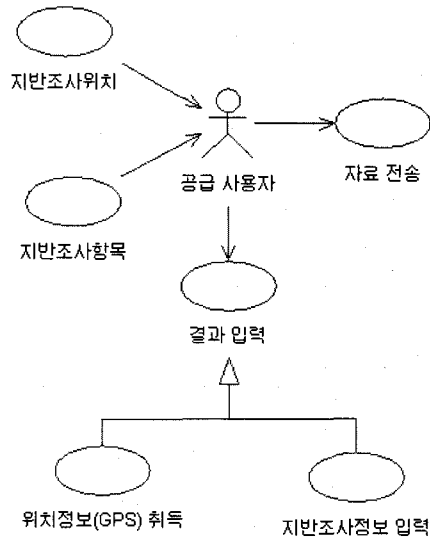 지반조사위치
공급 사용자
자료 전송
지반조사항목
결과 입력
위치정보(GPS) 취득
지반조사정보 입력